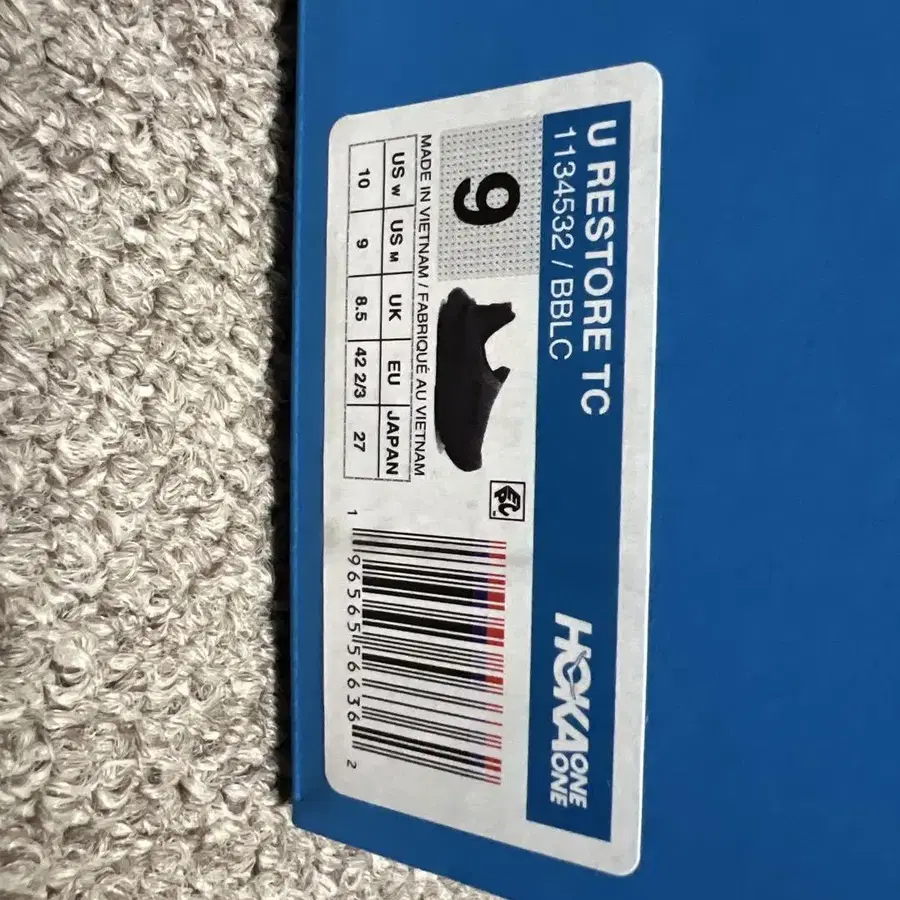 U RESTORE TC
1134532 / BBLC
HOKA ONE ONE
9
MADE IN VIETNAM / FABRIQUÉ AU VIETNAM
US W US M UK EU JAPAN
10 9 8.5 42 2/3 27
1 96565 56636 2